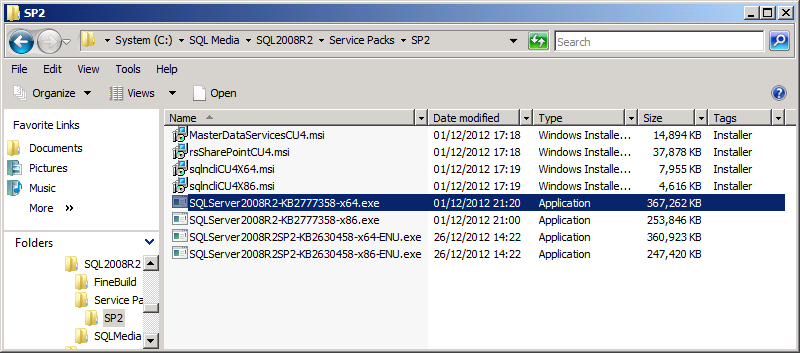 SP2
System (C:) SQL Media SQL2008R2 Service Packs SP2 Search
File Edit View Tools Help
Organize Views Open ?
Favorite Links
Documents
Pictures
Music
More »
Folders
SQL2008R2
FineBuild
Service Pa
SP2
SQLMedia
Name Date modified Type Size Tags
MasterDataServicesCU4.msi 01/12/2012 17:18 Windows Installe... 14,894 KB Installer
rsSharePointCU4.msi 01/12/2012 17:18 Windows Installe... 37,878 KB Installer
sqlncliCU4X64.msi 01/12/2012 17:19 Windows Installe... 7,955 KB Installer
sqlncliCU4X86.msi 01/12/2012 17:19 Windows Installe... 4,616 KB Installer
SQLServer2008R2-KB2777358-x64.exe 01/12/2012 21:20 Application 367,262 KB
SQLServer2008R2-KB2777358-x86.exe 01/12/2012 21:00 Application 253,846 KB
SQLServer2008R2SP2-KB2630458-x64-ENU.exe 26/12/2012 14:22 Application 360,923 KB
SQLServer2008R2SP2-KB2630458-x86-ENU.exe 26/12/2012 14:22 Application 247,420 KB